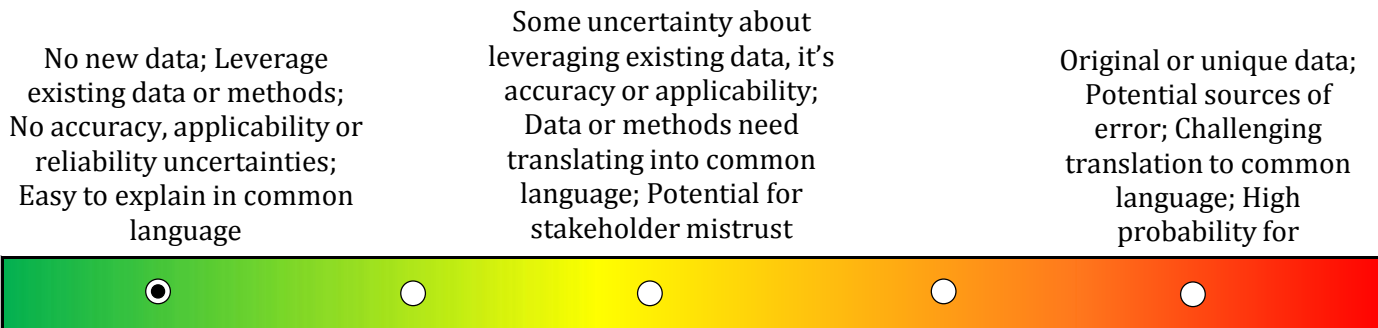 No new data; Leverage
existing data or methods;
No accuracy, applicability or
reliability uncertainties;
Easy to explain in common
language
Some uncertainty about
leveraging existing data, it's
accuracy or applicability;
Data or methods need
translating into common
language; Potential for
stakeholder mistrust
Original or unique data;
Potential sources of
error; Challenging
translation to common
language; High
probability for